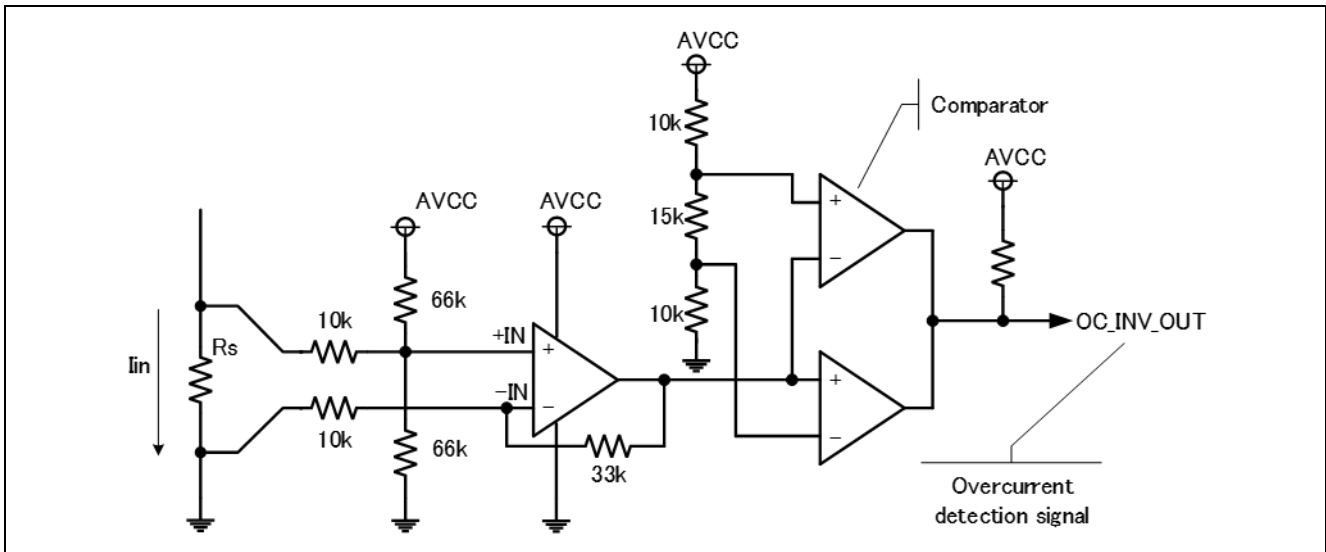 AVCC
10k
Comparator
AVCC
AVCC
AVCC
15k
66k
10k
10k
+IN
+
-
OC_INV_OUT
Iin
Rs
+
-
−IN
+
-
10k
66k
33k
Overcurrent
detection signal